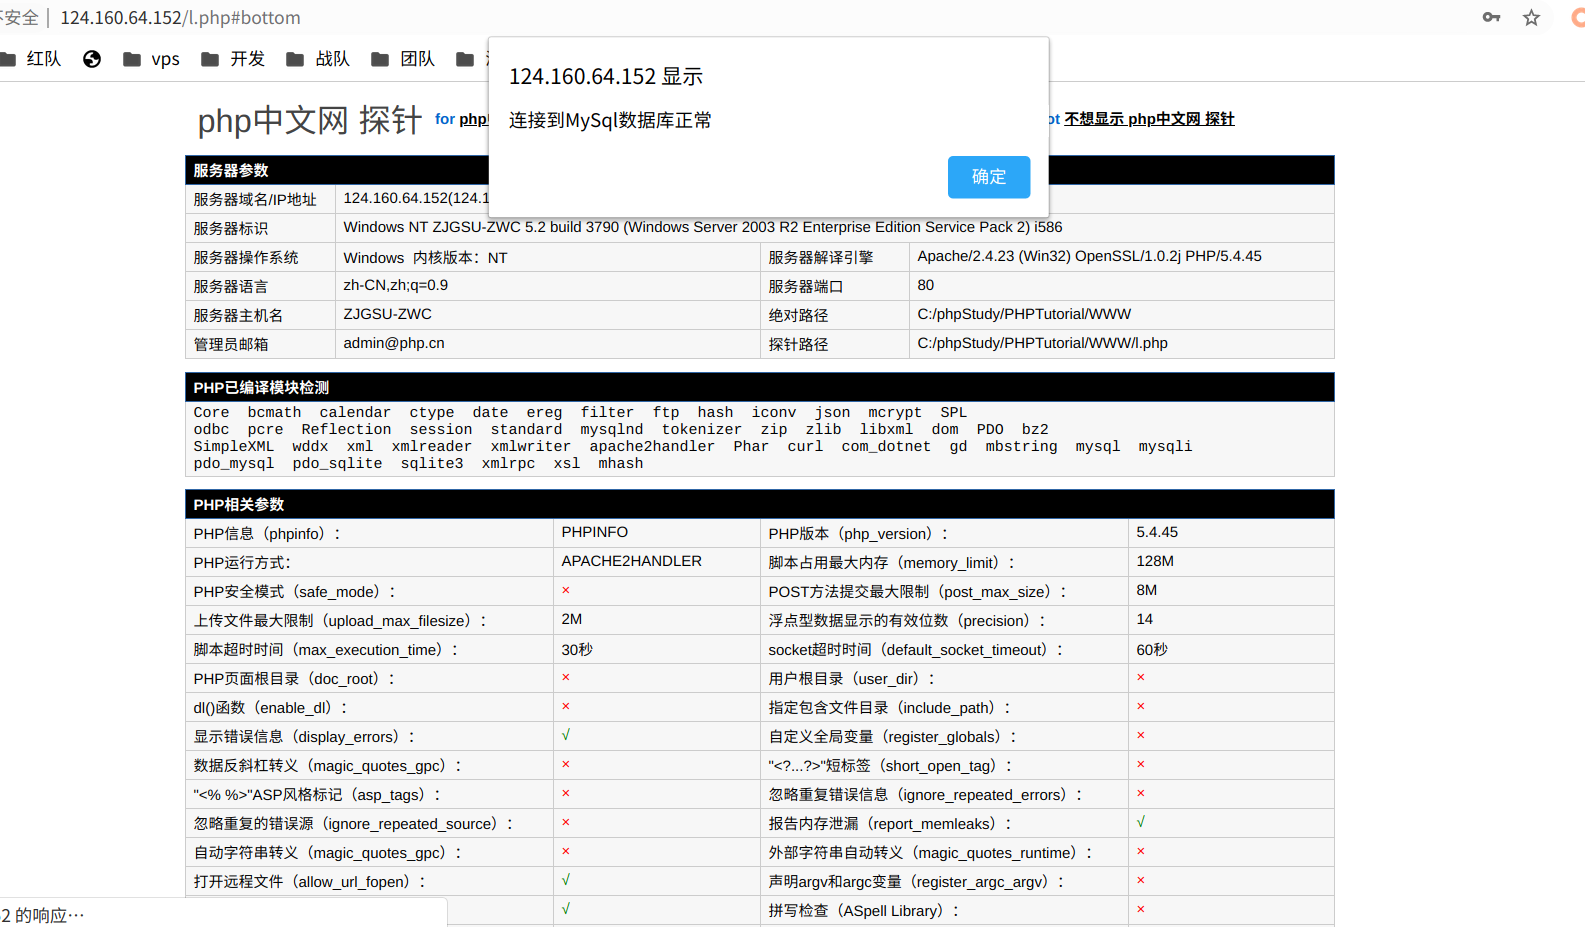 不安全 | 124.160.64.152/l.php#bottom
红队 vps 开发 战队 团队
124.160.64.152 显示
连接到MySql数据库正常
确定
php中文网 探针 for php 不想显示 php中文网 探针
服务器参数
服务器域名/IP地址 124.160.64.152(124.1
服务器标识 Windows NT ZJGSU-ZWC 5.2 build 3790 (Windows Server 2003 R2 Enterprise Edition Service Pack 2) i586
服务器操作系统 Windows 内核版本：NT 服务器解译引擎 Apache/2.4.23 (Win32) OpenSSL/1.0.2j PHP/5.4.45
服务器语言 zh-CN,zh;q=0.9 服务器端口 80
服务器主机名 ZJGSU-ZWC 绝对路径 C:/phpStudy/PHPTutorial/WWW
管理员邮箱 admin@php.cn 探针路径 C:/phpStudy/PHPTutorial/WWW/l.php
PHP已编译模块检测
Core bcmath calendar ctype date ereg filter ftp hash iconv json mcrypt SPL
odbc pcre Reflection session standard mysqlnd tokenizer zip zlib libxml dom PDO bz2
SimpleXML wddx xml xmlreader xmlwriter apache2handler Phar curl com_dotnet gd mbstring mysql mysqli
pdo_mysql pdo_sqlite sqlite3 xmlrpc xsl mhash
PHP相关参数
PHP信息（phpinfo）： PHPINFO PHP版本（php_version）： 5.4.45
PHP运行方式： APACHE2HANDLER 脚本占用最大内存（memory_limit）： 128M
PHP安全模式（safe_mode）： × POST方法提交最大限制（post_max_size）： 8M
上传文件最大限制（upload_max_filesize）： 2M 浮点型数据显示的有效位数（precision）： 14
脚本超时时间（max_execution_time）： 30秒 socket超时时间（default_socket_timeout）： 60秒
PHP页面根目录（doc_root）： × 用户根目录（user_dir）： ×
dl()函数（enable_dl）： × 指定包含文件目录（include_path）： ×
显示错误信息（display_errors）： √ 自定义全局变量（register_globals）： ×
数据反斜杠转义（magic_quotes_gpc）： × "<?...?>"短标签（short_open_tag）： ×
"<% %>"ASP风格标记（asp_tags）： × 忽略重复错误信息（ignore_repeated_errors）： ×
忽略重复的错误源（ignore_repeated_source）： × 报告内存泄漏（report_memleaks）： √
自动字符串转义（magic_quotes_gpc）： × 外部字符串自动转义（magic_quotes_runtime）： ×
打开远程文件（allow_url_fopen）： √ 声明argv和argc变量（register_argc_argv）： ×
√ 拼写检查（ASpell Library）： ×
2 的响应…